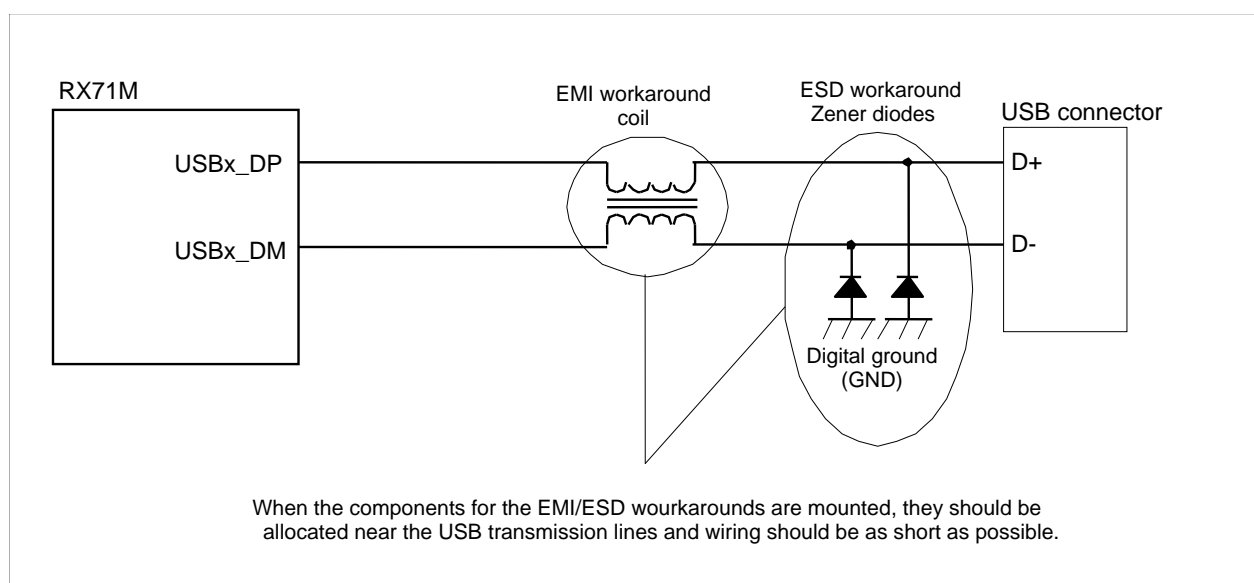 RX71M
EMI workaround
coil
ESD workaround
Zener diodes
USB connector
USBx_DP
D+
USBx_DM
D-
Digital ground
(GND)
When the components for the EMI/ESD wourkarounds are mounted, they should be
allocated near the USB transmission lines and wiring should be as short as possible.